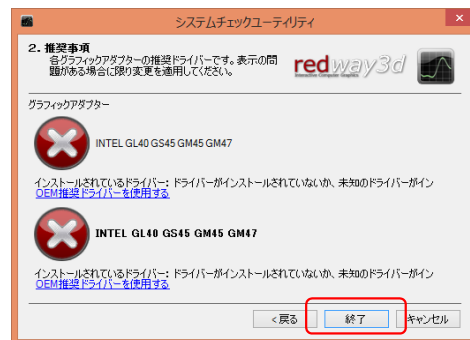 システムチェックユーティリティ
2. 推奨事項
各グラフィックアダプターの推奨ドライバーです。表示の問
題がある場合に限り変更を適用してください。
redway3d
Interactive Computer Graphics
グラフィックアダプター
INTEL GL40 GS45 GM45 GM47
インストールされているドライバー: ドライバーがインストールされていないか、未知のドライバーがイン
OEM推奨ドライバーを使用する
INTEL GL40 GS45 GM45 GM47
インストールされているドライバー: ドライバーがインストールされていないか、未知のドライバーがイン
OEM推奨ドライバーを使用する
<戻る
終了
キャンセル